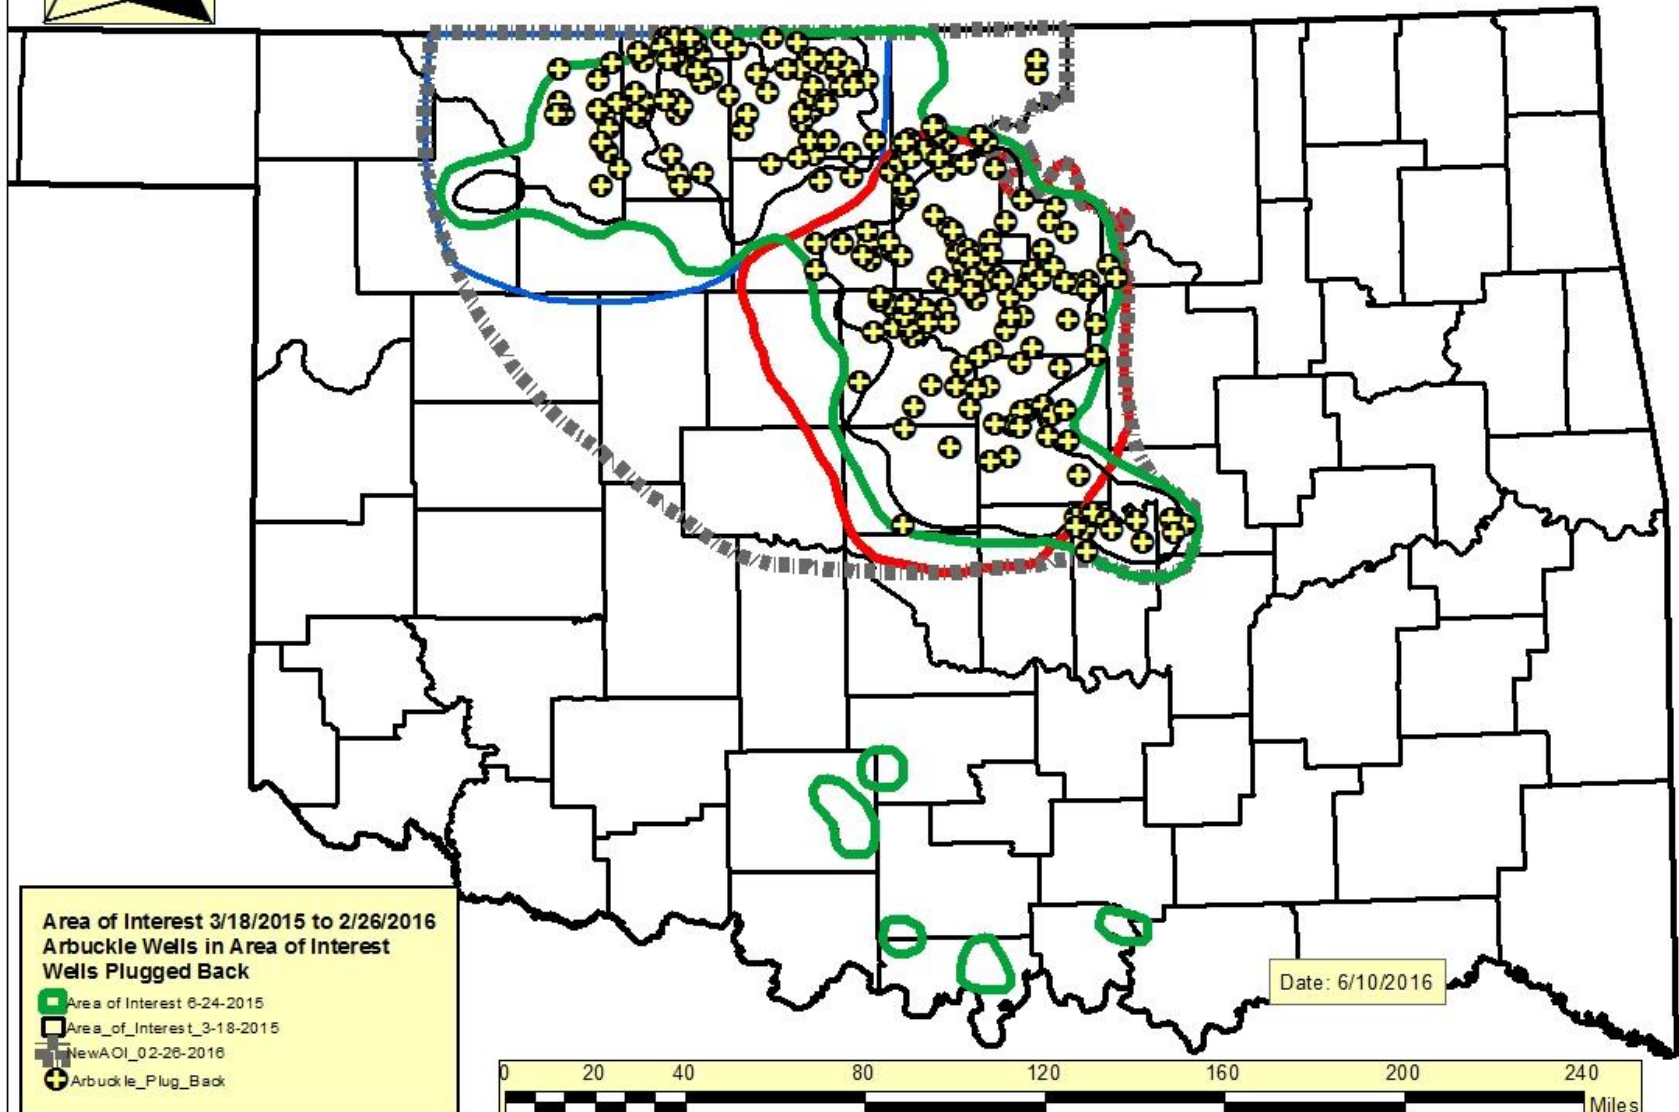 Area of Interest 3/18/2015 to 2/26/2016
Arbuckle Wells in Area of Interest
Wells Plugged Back
Area of Interest 6-24-2015
Area_of_Interest_3-18-2015
NewAOI_02-26-2016
Arbuckle_Plug_Back
Date: 6/10/2016
0 20 40 80 120 160 200 240
Miles